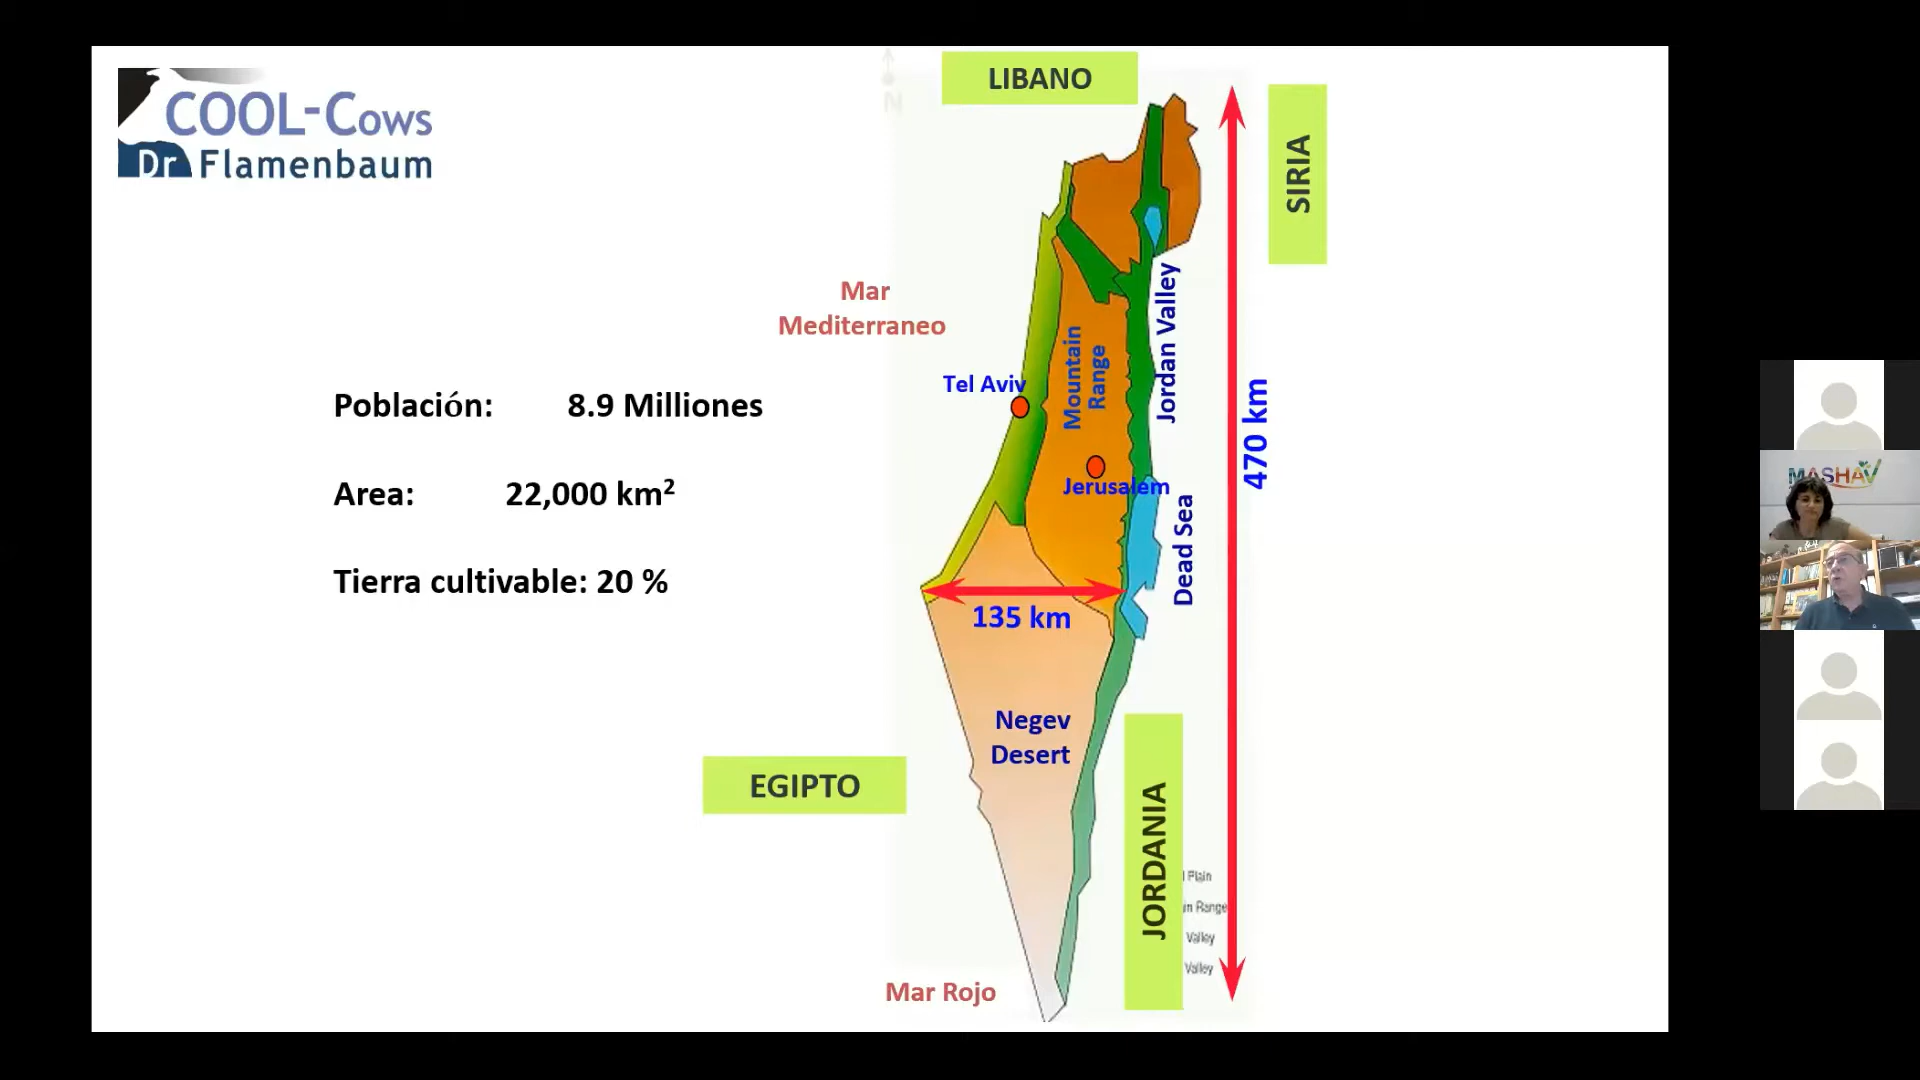 COOL-Cows
Dr Flamenbaum
N
LIBANO
SIRIA
Mar
Mediterraneo
Tel Aviv
Mountain
Range
Jordan Valley
Jerusalem
Dead Sea
470 km
135 km
Población: 8.9 Milliones
Area: 22,000 km²
Tierra cultivable: 20 %
Negev
Desert
EGIPTO
JORDANIA
Plain
Range
Valley
Valley
Mar Rojo
MASHAV